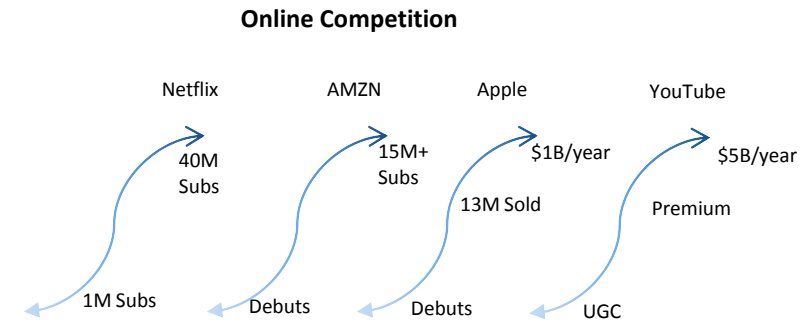 Online Competition
Netflix
AMZN
Apple
YouTube
40M
Subs
15M+
Subs
$1B/year
$5B/year
13M Sold
Premium
1M Subs
Debuts
Debuts
UGC